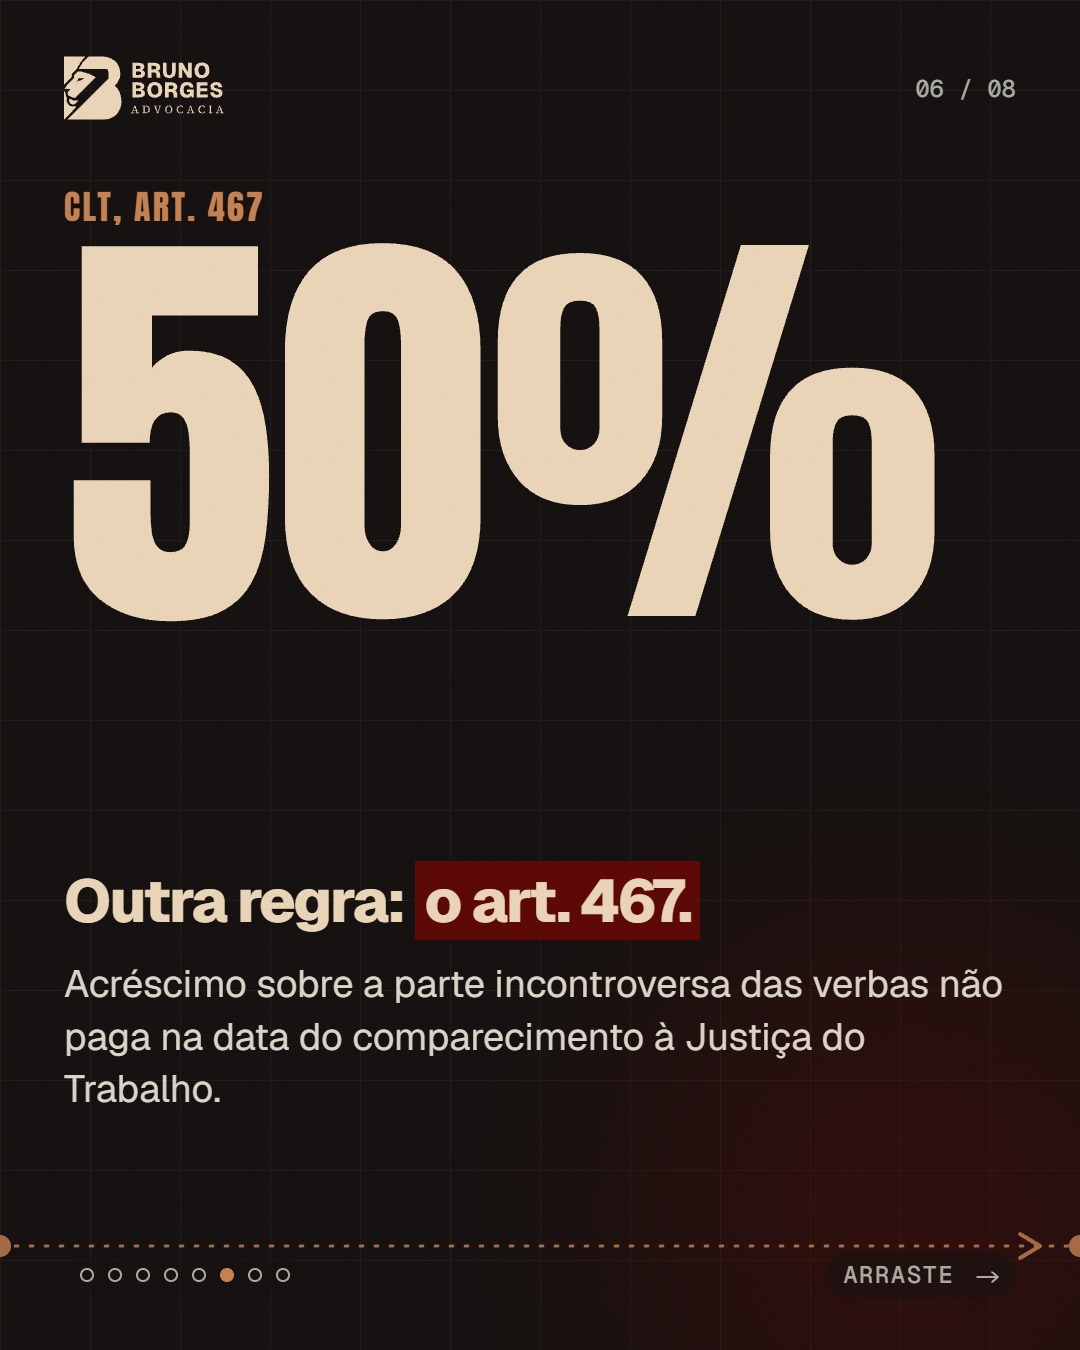 BRUNO
BORGES
ADVOCACIA
06 / 08
CLT, ART. 467
50%
Outra regra: o art. 467.
Acréscimo sobre a parte incontroversa das verbas não
paga na data do comparecimento à Justiça do
Trabalho.
ARRASTE →